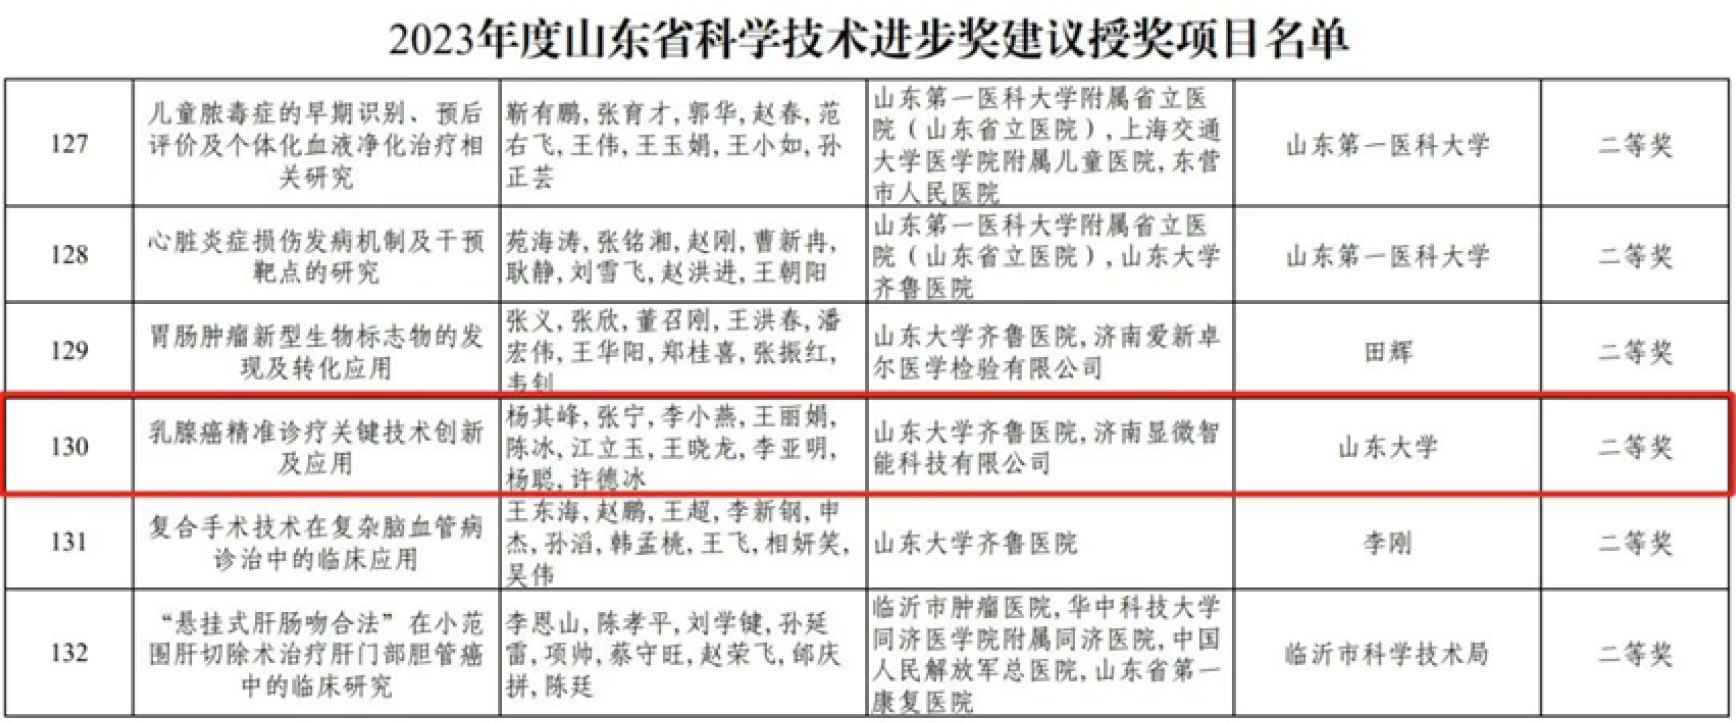 2023年度山东省科学技术进步奖建议授奖项目名单
127
儿童脓毒症的早期识别、预后
评价及个体化血液净化治疗相
关研究
靳有鹏,张育才,郭华,赵春,范
右飞,王伟,王玉娟,王小如,孙
正芸
山东第一医科大学附属省立医
院（山东省立医院）,上海交通
大学医学院附属儿童医院,东营
市人民医院
山东第一医科大学
二等奖
128
心脏炎症损伤发病机制及干预
靶点的研究
苑海涛,张铭湘,赵刚,曹新冉,
耿静,刘雪飞,赵洪进,王朝阳
山东第一医科大学附属省立医
院（山东省立医院）,山东大学
齐鲁医院
山东第一医科大学
二等奖
129
胃肠肿瘤新型生物标志物的发
现及转化应用
张义,张欣,董召刚,王洪春,潘
宏伟,王华阳,郑桂喜,张振红,
韦钊
山东大学齐鲁医院,济南爱新卓
尔医学检验有限公司
田辉
二等奖
130
乳腺癌精准诊疗关键技术创新
及应用
杨其峰,张宁,李小燕,王丽娟,
陈冰,江立玉,王晓龙,李亚明,
杨聪,许德冰
山东大学齐鲁医院,济南显微智
能科技有限公司
山东大学
二等奖
131
复合手术技术在复杂脑血管病
诊治中的临床应用
王东海,赵鹏,王超,李新钢,申
杰,孙滔,韩孟桃,王飞,相妍笑,
吴伟
山东大学齐鲁医院
李刚
二等奖
132
“悬挂式肝肠吻合法”在小范
围肝切除术治疗肝门部胆管癌
中的临床研究
李恩山,陈孝平,刘学键,孙延
雷,项帅,蔡守旺,赵荣飞,邰庆
拼,陈廷
临沂市肿瘤医院,华中科技大学
同济医学院附属同济医院,中国
人民解放军总医院,山东省第一
康复医院
临沂市科学技术局
二等奖